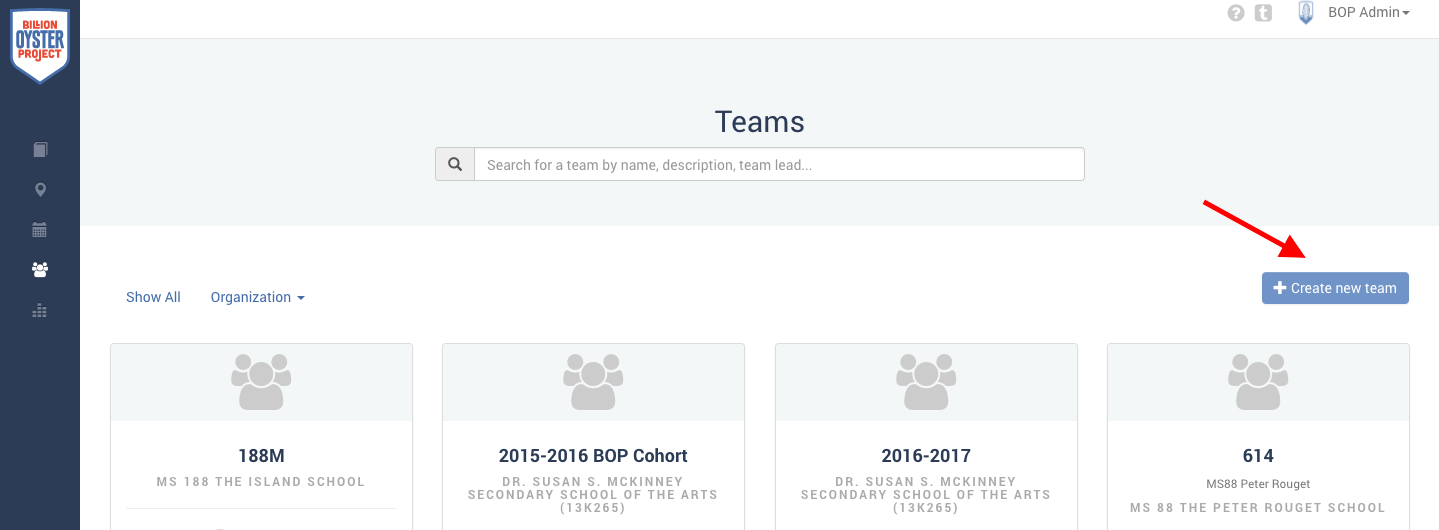 BILLION
OYSTER
PROJECT
? t BOP Admin
Teams
Search for a team by name, description, team lead...
Show All Organization
+ Create new team
188M
MS 188 THE ISLAND SCHOOL
2015-2016 BOP Cohort
DR. SUSAN S. MCKINNEY
SECONDARY SCHOOL OF THE ARTS
(13K265)
2016-2017
DR. SUSAN S. MCKINNEY
SECONDARY SCHOOL OF THE ARTS
(13K265)
614
MS88 Peter Rouget
MS 88 THE PETER ROUGET SCHOOL